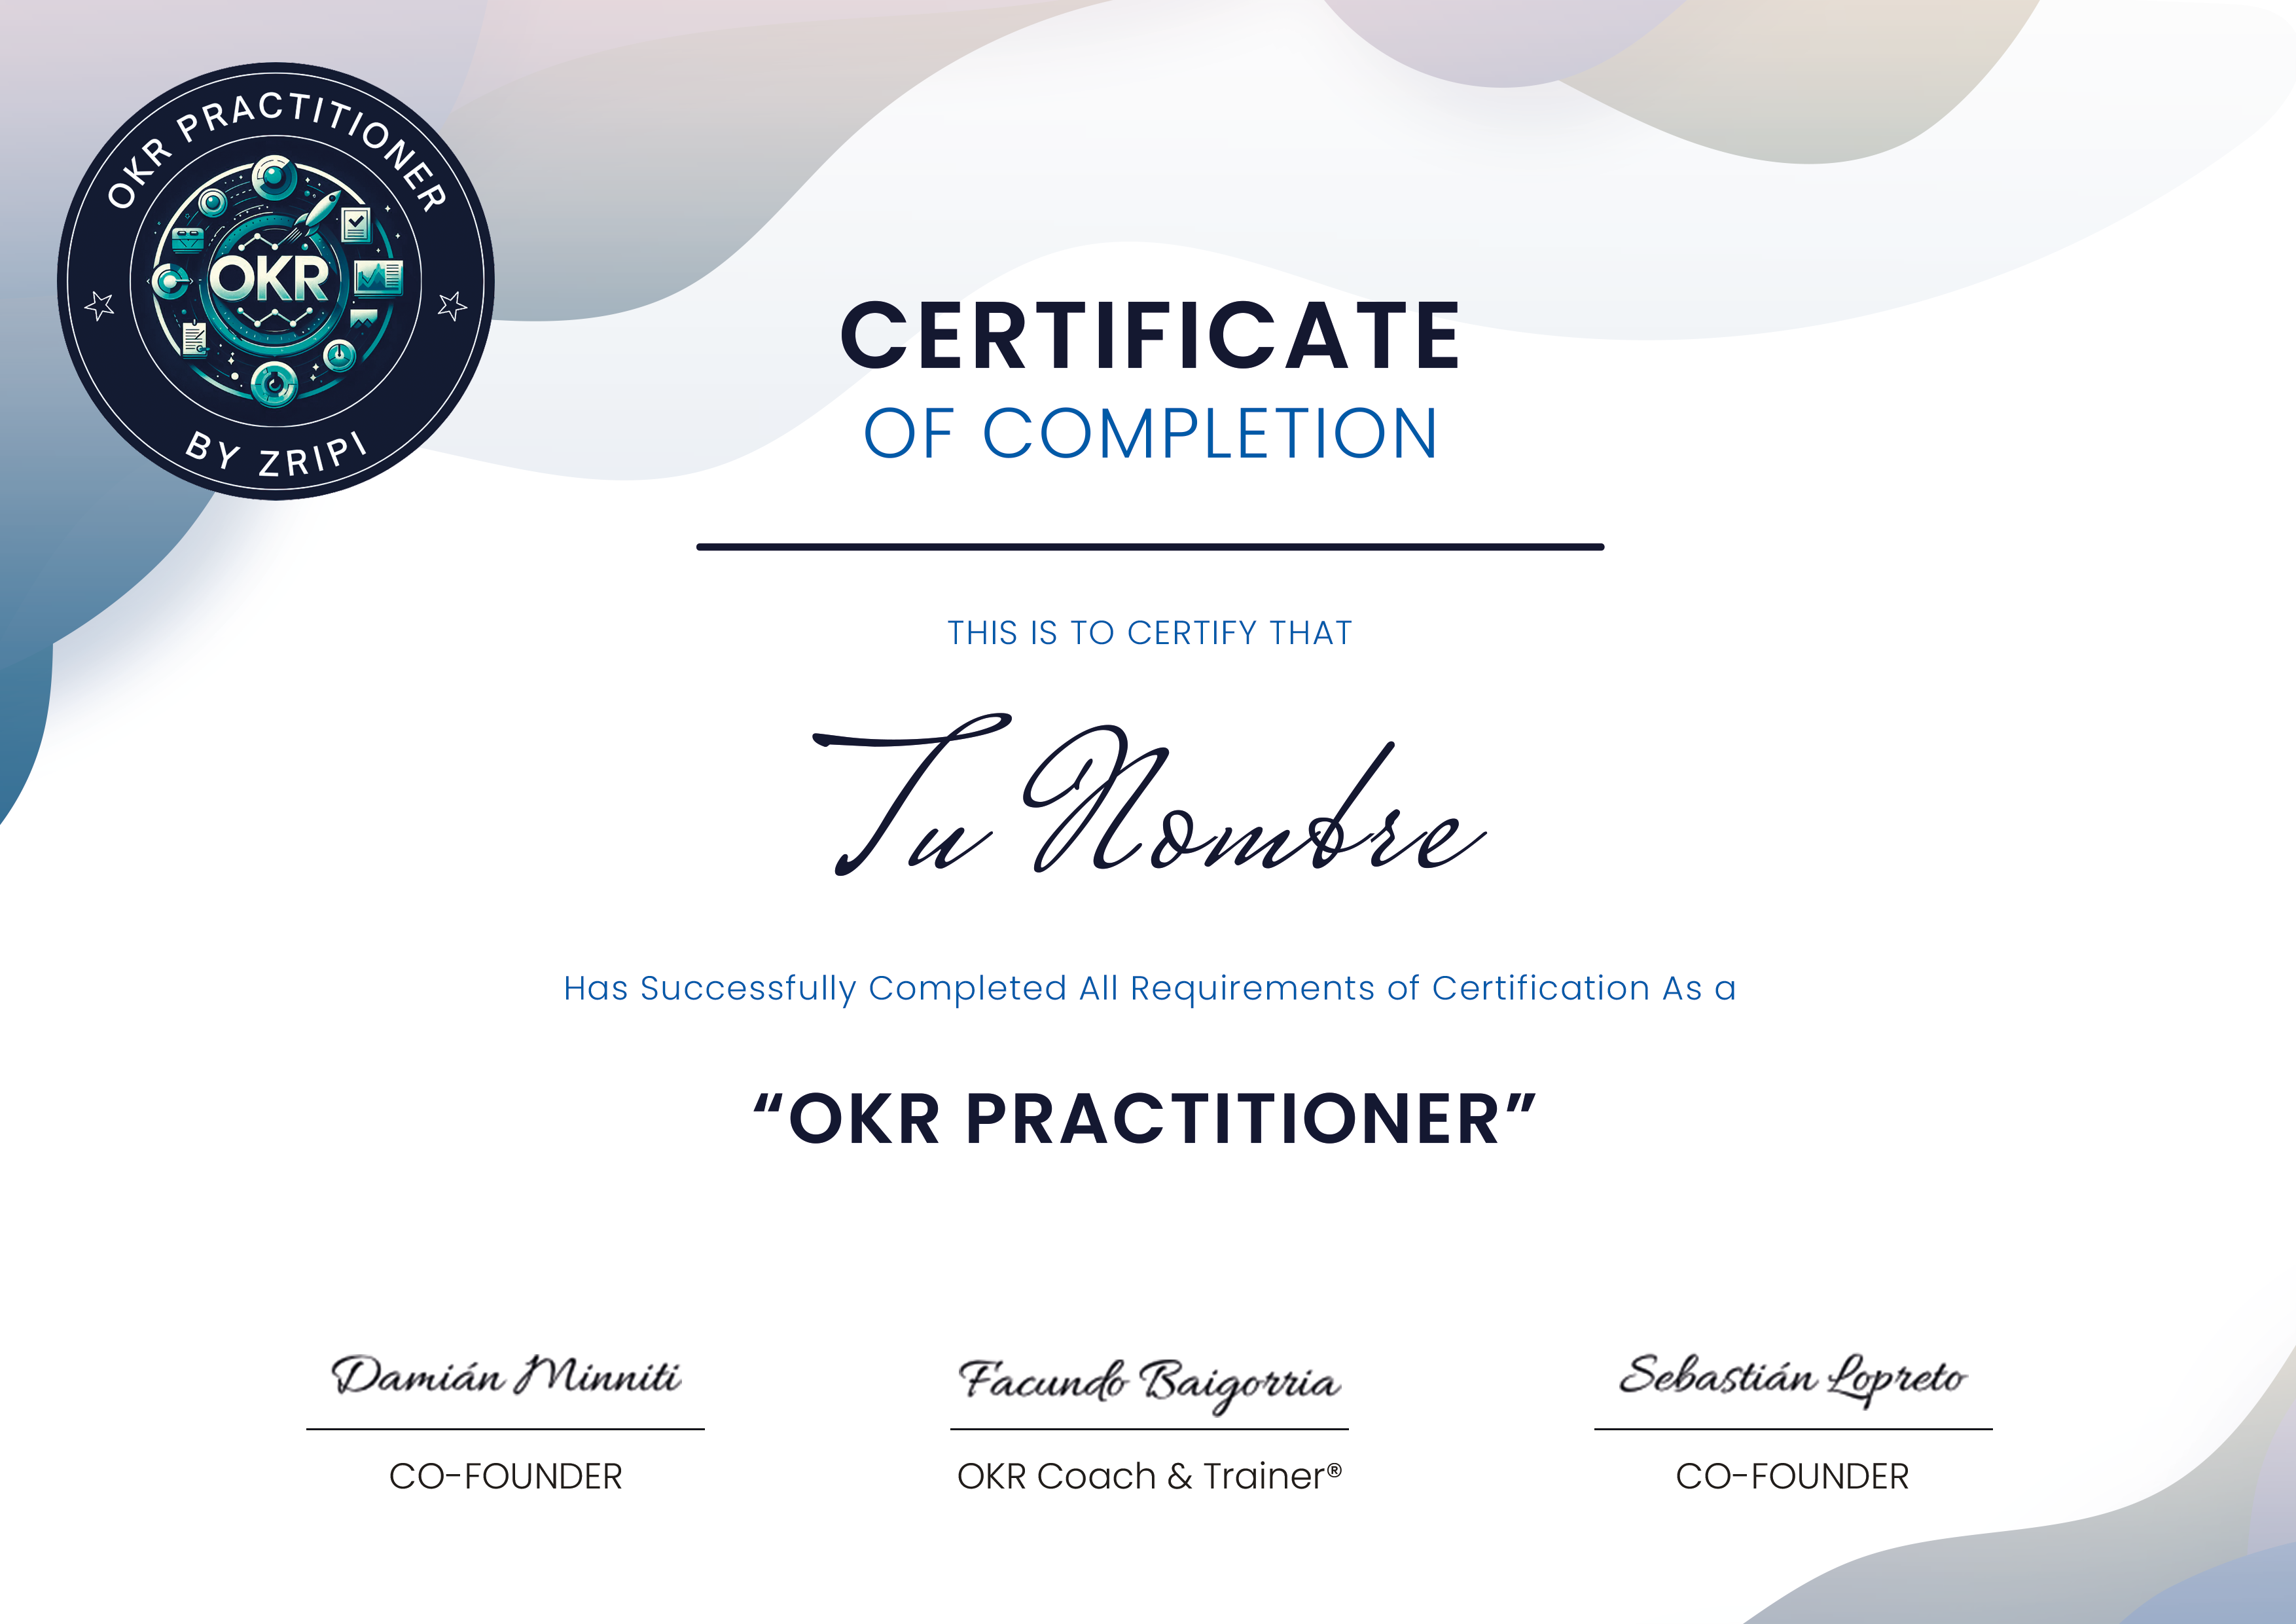 OKR PRACTITIONER
OKR
BY ZRIPI
CERTIFICATE
OF COMPLETION
THIS IS TO CERTIFY THAT
Tu Nombre
Has Successfully Completed All Requirements of Certification As a
“OKR PRACTITIONER”
Damián Minniti Facundo Baigorria Sebastián Lopreto
CO-FOUNDER OKR Coach & Trainer® CO-FOUNDER